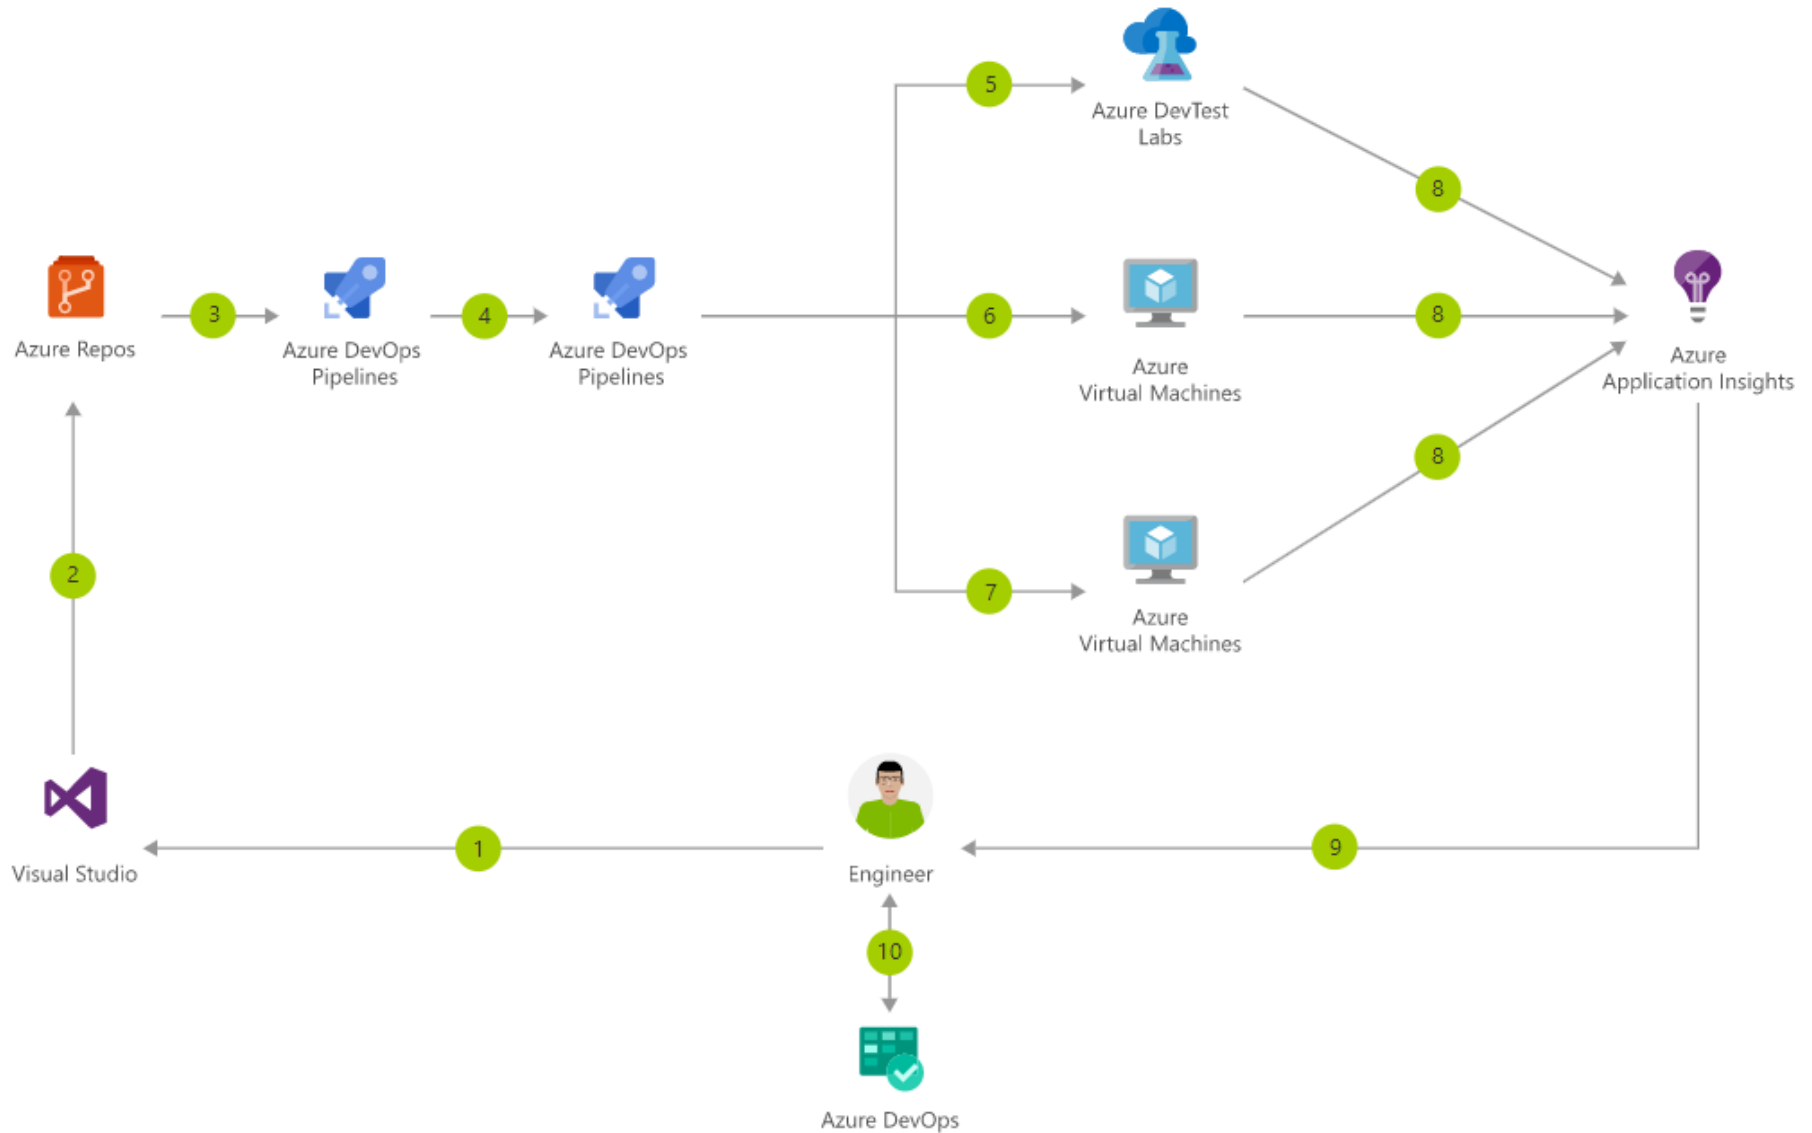 5
Azure DevTest
Labs
8
Azure Repos
3
Azure DevOps
Pipelines
4
Azure DevOps
Pipelines
6
Azure
Virtual Machines
8
Azure
Application Insights
8
7
Azure
Virtual Machines
2
Visual Studio
1
Engineer
9
10
Azure DevOps